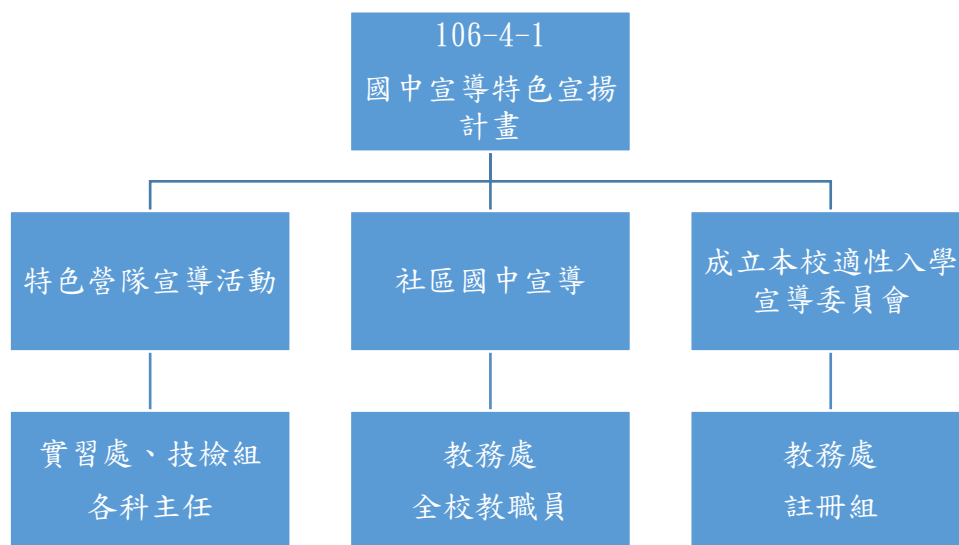 106-4-1
國中宣導特色宣揚
計畫
特色營隊宣導活動
社區國中宣導
成立本校適性入學
宣導委員會
實習處、技檢組
各科主任
教務處
全校教職員
教務處
註冊組